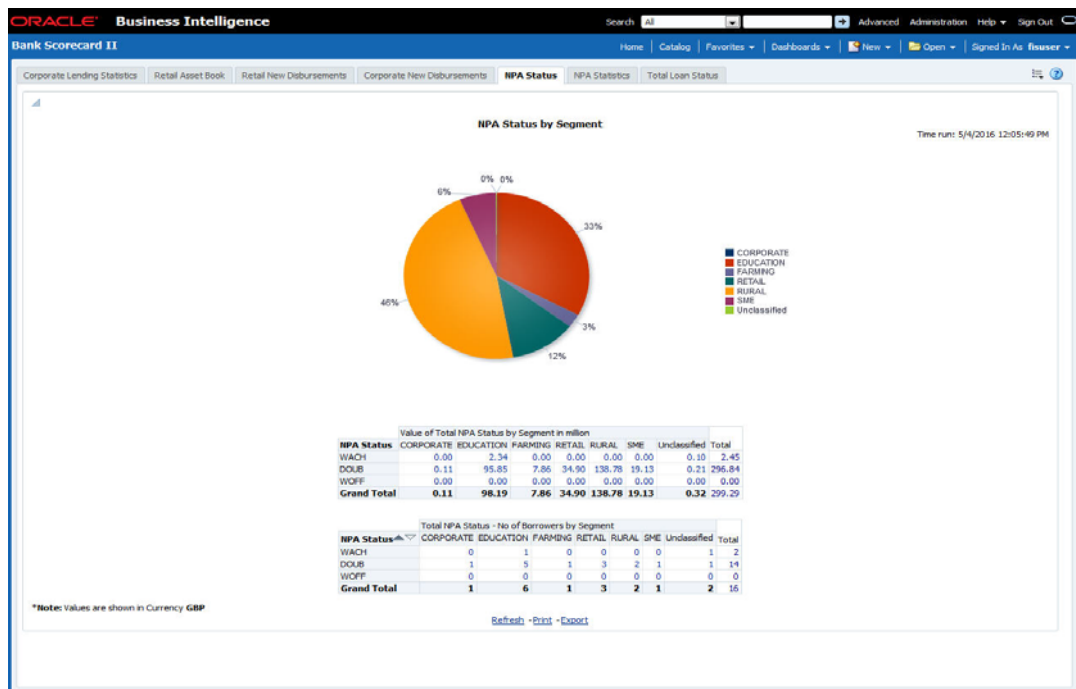 ORACLE Business Intelligence Search All Advanced Administration Help Sign Out
Bank Scorecard II Home Catalog Favorites Dashboards New Open Signed In As fisuser
Corporate Lending Statistics Retail Asset Book Retail New Disbursements Corporate New Disbursements NPA Status NPA Statistics Total Loan Status
NPA Status by Segment
Time run: 5/4/2016 12:05:49 PM
0% 0%
6%
33%
46%
3%
12%
CORPORATE
EDUCATION
FARMING
RETAIL
RURAL
SME
Unclassified
Value of Total NPA Status by Segment in million
NPA Status CORPORATE EDUCATION FARMING RETAIL RURAL SME Unclassified Total
WACH 0.00 2.34 0.00 0.00 0.00 0.00 0.10 2.45
DOUB 0.11 95.85 7.86 34.90 138.78 19.13 0.21 296.84
WOFF 0.00 0.00 0.00 0.00 0.00 0.00 0.00 0.00
Grand Total 0.11 98.19 7.86 34.90 138.78 19.13 0.32 299.29
Total NPA Status - No of Borrowers by Segment
NPA Status CORPORATE EDUCATION FARMING RETAIL RURAL SME Unclassified Total
WACH 0 1 0 0 0 0 1 2
DOUB 1 5 1 3 2 1 1 14
WOFF 0 0 0 0 0 0 0 0
Grand Total 1 6 1 3 2 1 2 16
*Note: Values are shown in Currency GBP
Refresh - Print - Export